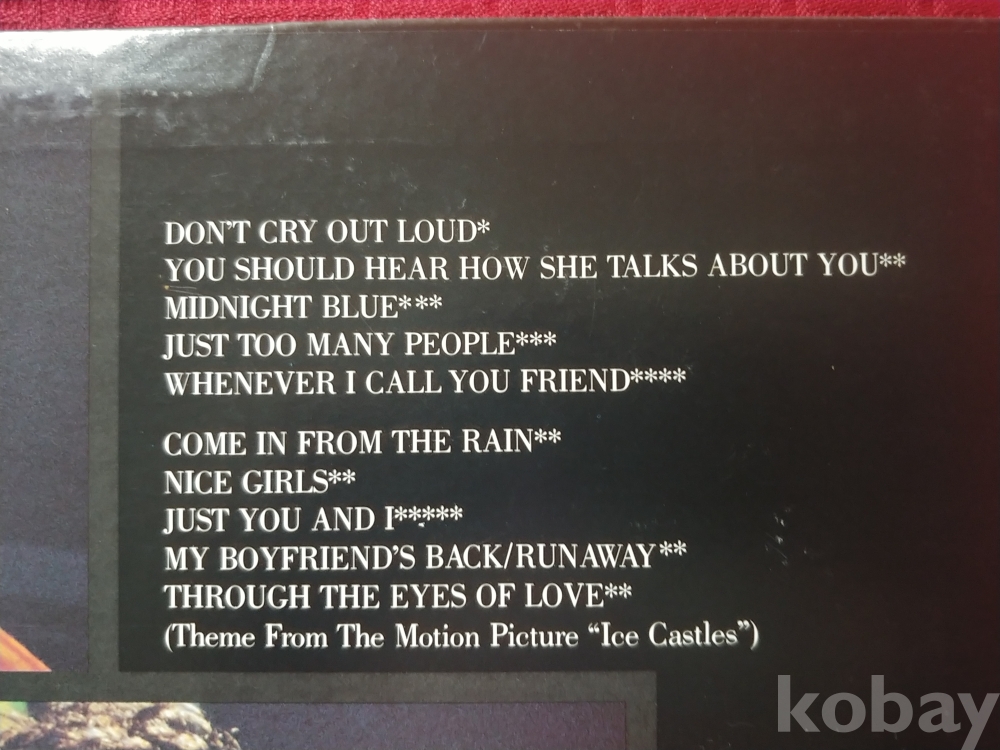 DON'T CRY OUT LOUD*
YOU SHOULD HEAR HOW SHE TALKS ABOUT YOU**
MIDNIGHT BLUE***
JUST TOO MANY PEOPLE***
WHENEVER I CALL YOU FRIEND****
COME IN FROM THE RAIN**
NICE GIRLS**
JUST YOU AND I*****
MY BOYFRIEND'S BACK/RUNAWAY**
THROUGH THE EYES OF LOVE**
(Theme From The Motion Picture “Ice Castles”)
kobay